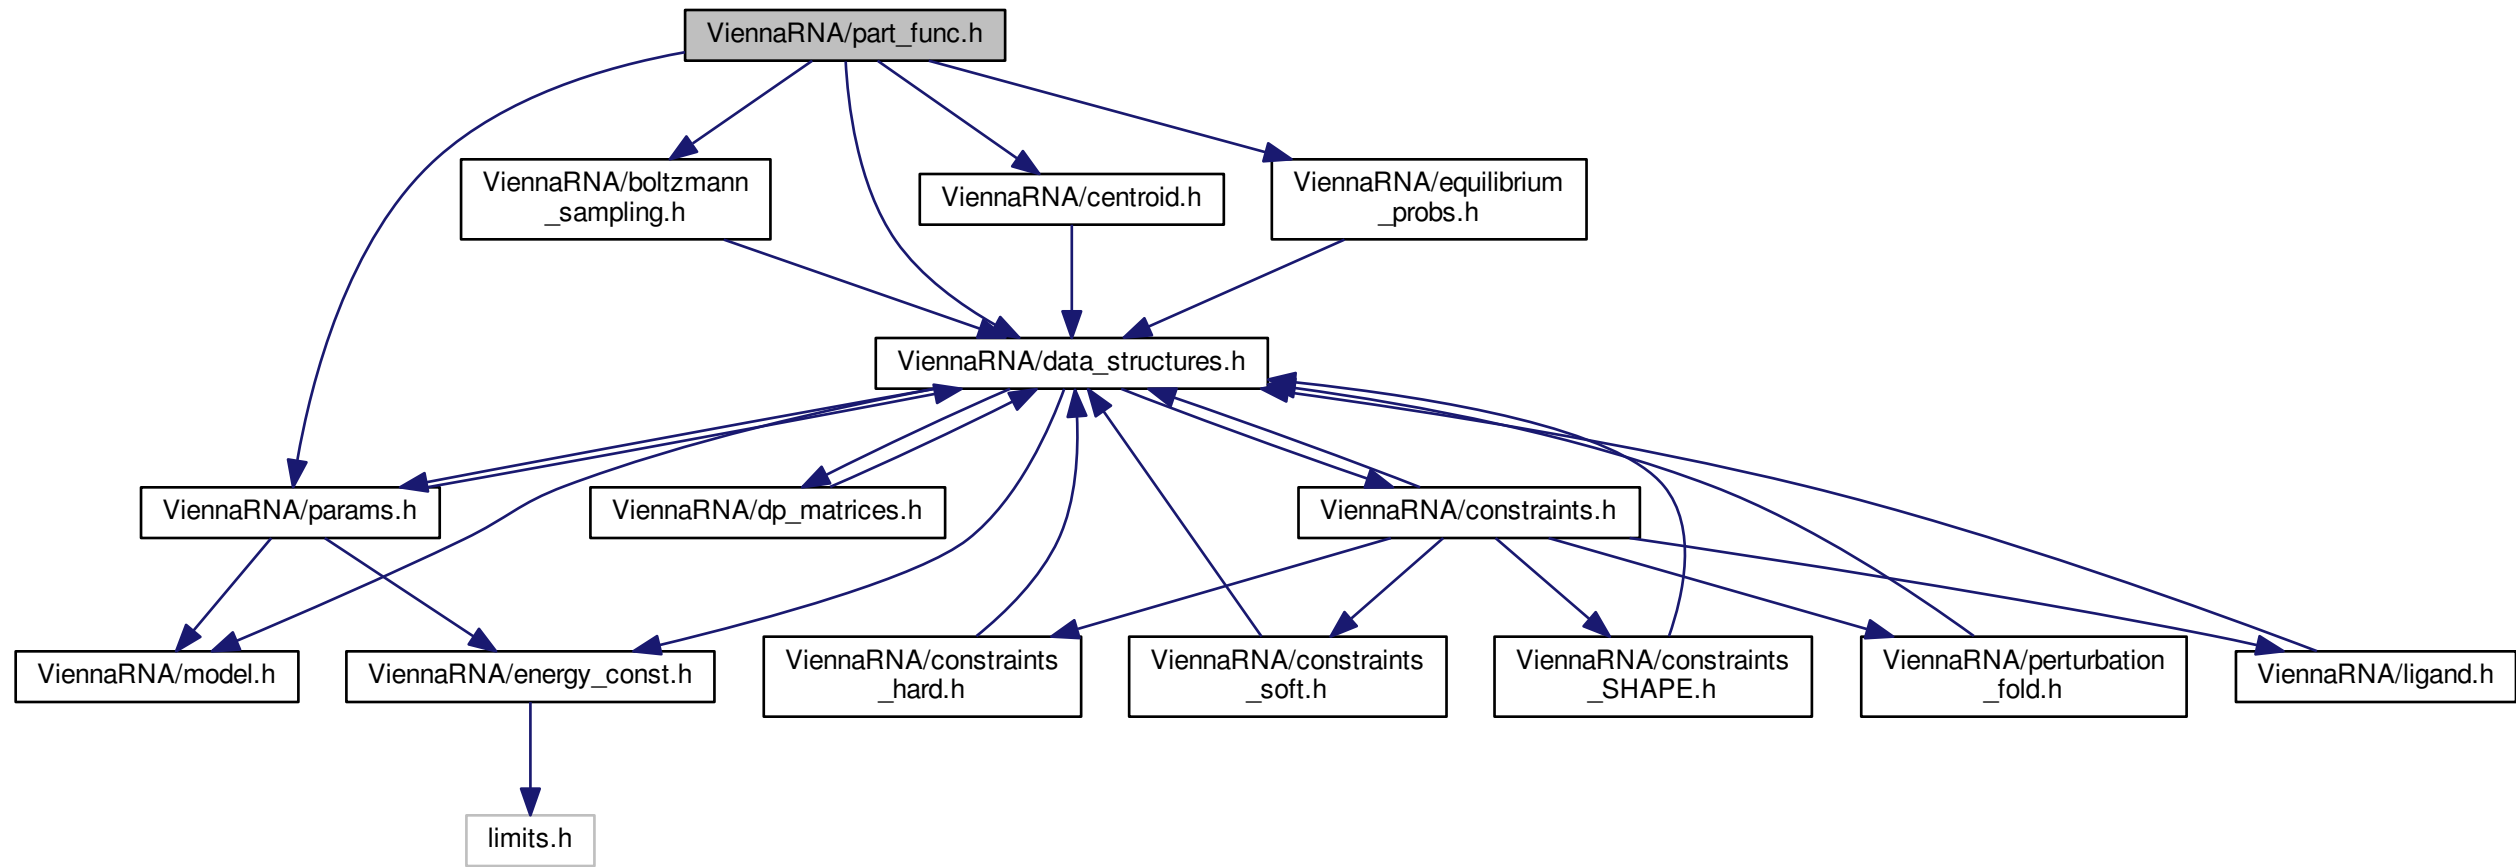 ViennaRNA/part_func.h
ViennaRNA/boltzmann
_sampling.h
ViennaRNA/centroid.h
ViennaRNA/equilibrium
_probs.h
ViennaRNA/data_structures.h
ViennaRNA/params.h
ViennaRNA/dp_matrices.h
ViennaRNA/constraints.h
ViennaRNA/model.h
ViennaRNA/energy_const.h
ViennaRNA/constraints
_hard.h
ViennaRNA/constraints
_soft.h
ViennaRNA/constraints
_SHAPE.h
ViennaRNA/perturbation
_fold.h
ViennaRNA/ligand.h
limits.h